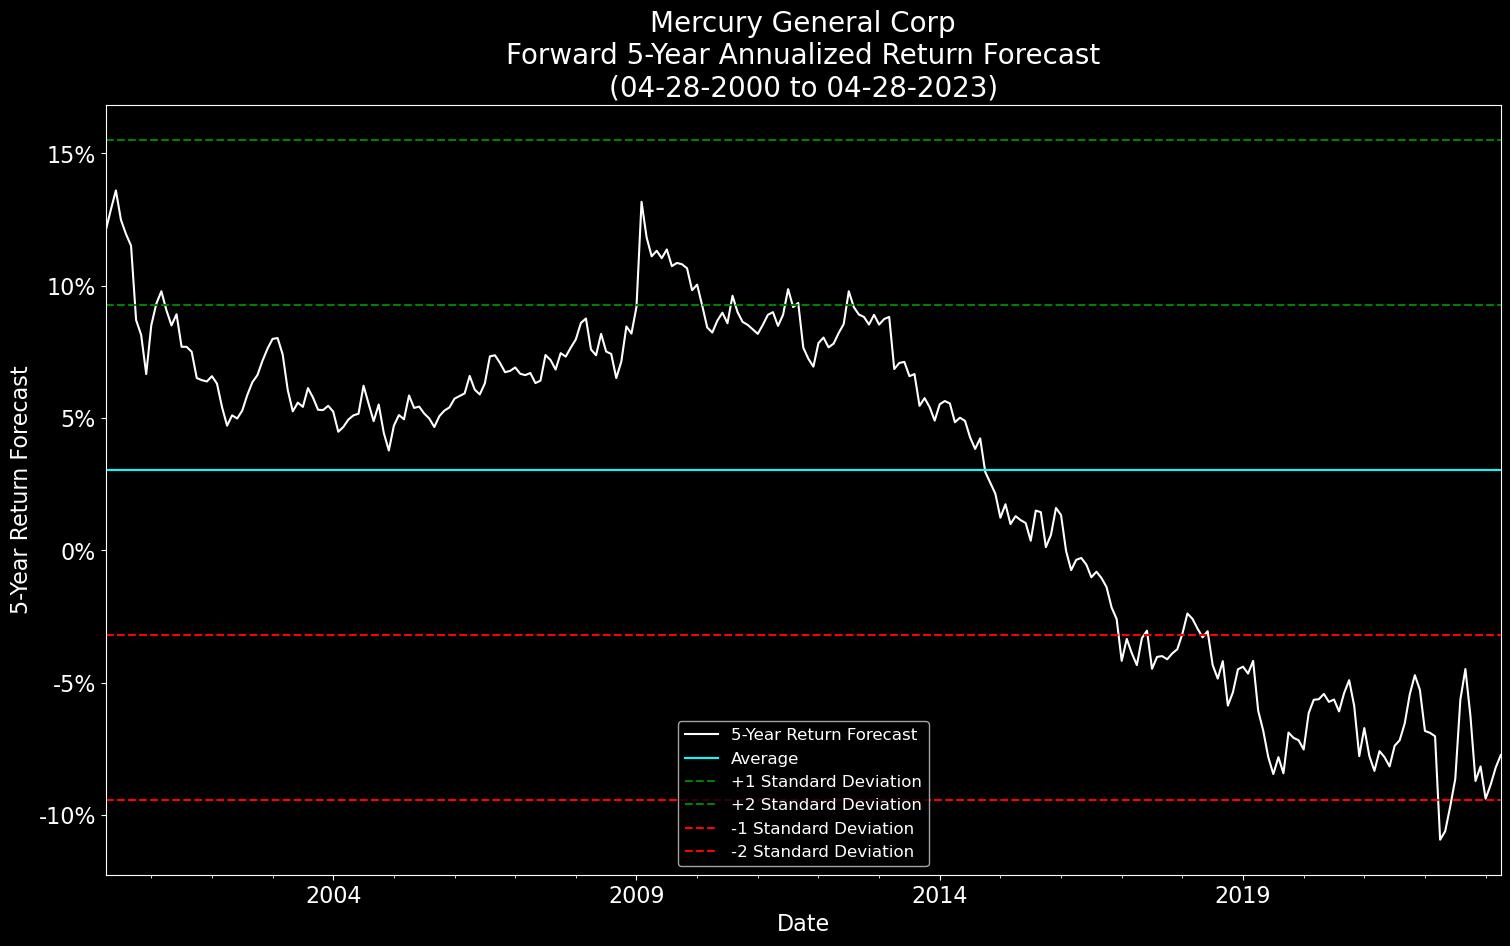 Mercury General Corp
Forward 5-Year Annualized Return Forecast
(04-28-2000 to 04-28-2023)
5-Year Return Forecast
15%
10%
5%
0%
-5%
-10%
5-Year Return Forecast
Average
+1 Standard Deviation
+2 Standard Deviation
-1 Standard Deviation
-2 Standard Deviation
2004 2009 2014 2019
Date